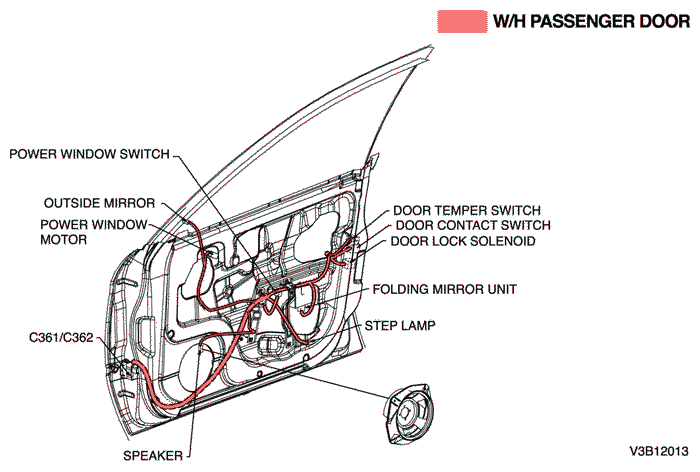 W/H PASSENGER DOOR
POWER WINDOW SWITCH
OUTSIDE MIRROR
POWER WINDOW
MOTOR
DOOR TEMPER SWITCH
DOOR CONTACT SWITCH
DOOR LOCK SOLENOID
FOLDING MIRROR UNIT
STEP LAMP
C361/C362
SPEAKER
V3B12013